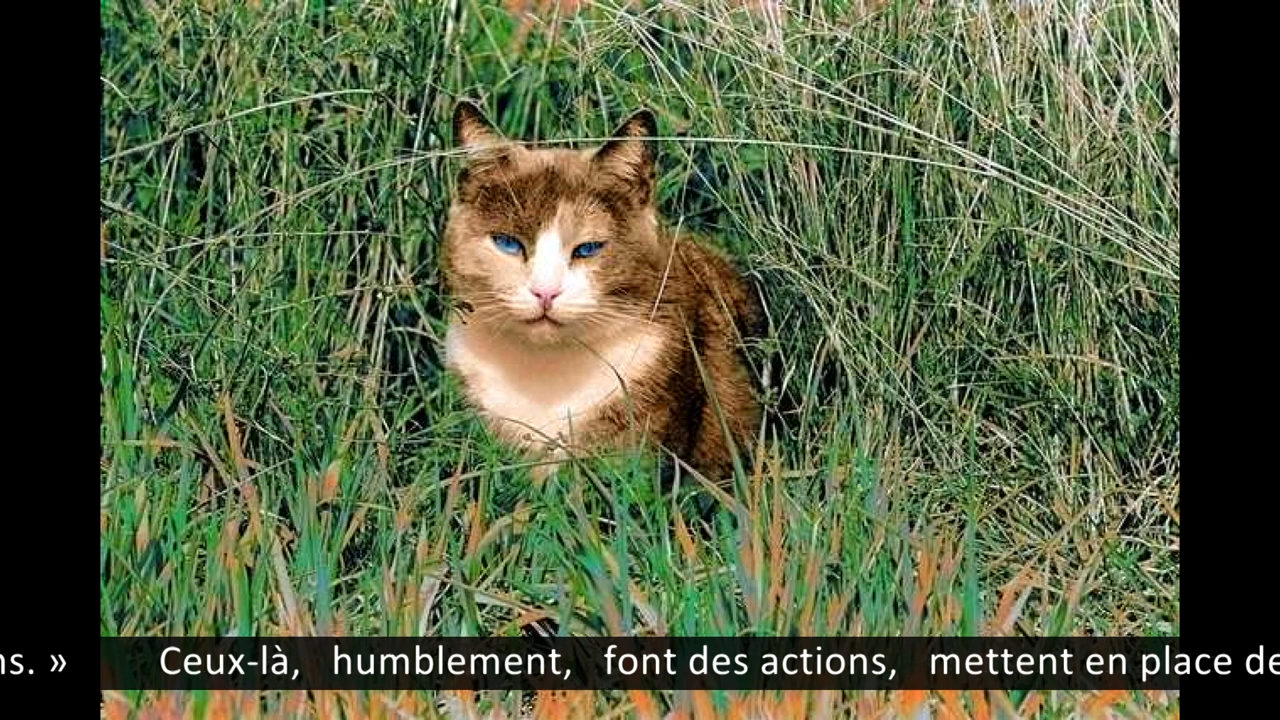 ns. » Ceux-là, humblement, font des actions, mettent en place de